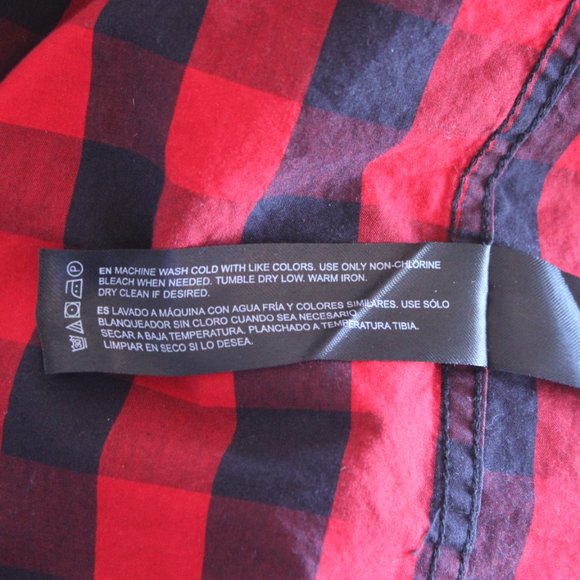 EN MACHINE WASH COLD WITH LIKE COLORS. USE ONLY NON-CHLORINE
BLEACH WHEN NEEDED. TUMBLE DRY LOW. WARM IRON.
DRY CLEAN IF DESIRED.
ES LAVADO A MÁQUINA CON AGUA FRÍA Y COLORES SIMILARES. USE SÓLO
BLANQUEADOR SIN CLORO CUANDO SEA NECESARIO.
SECAR A BAJA TEMPERATURA, PLANCHADO A TEMPERATURA TIBIA.
LIMPIAR EN SECO SI LO DESEA.
P